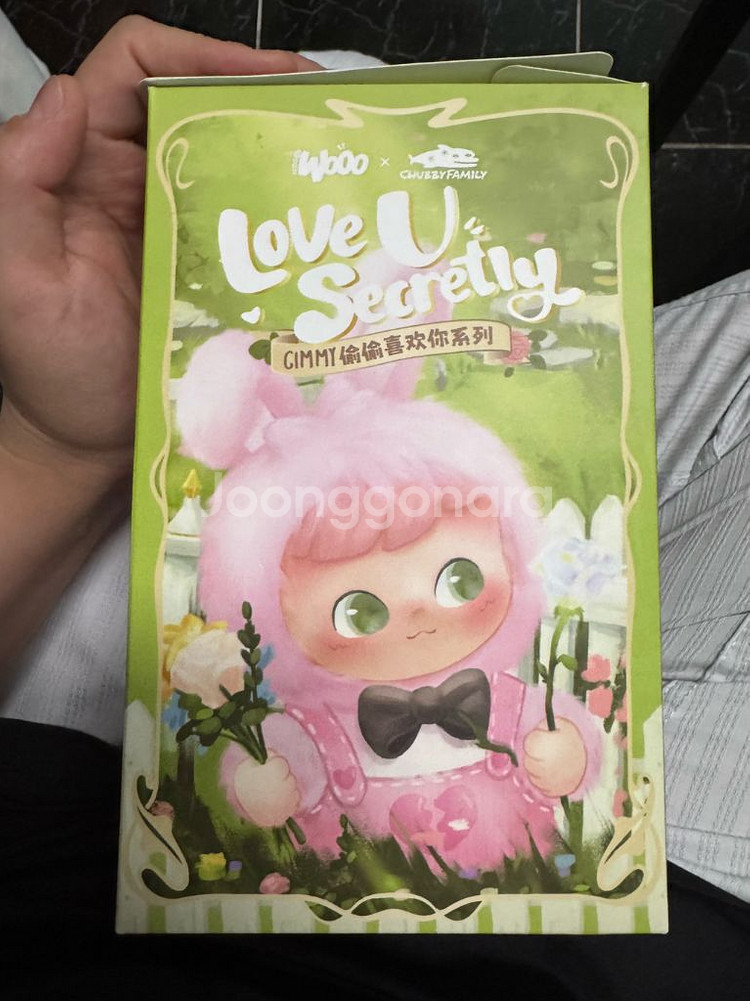 WoOo × CHUBBYFAMILY
Love U
Secretly
CIMMY偷偷喜欢你系列
Joonggonara